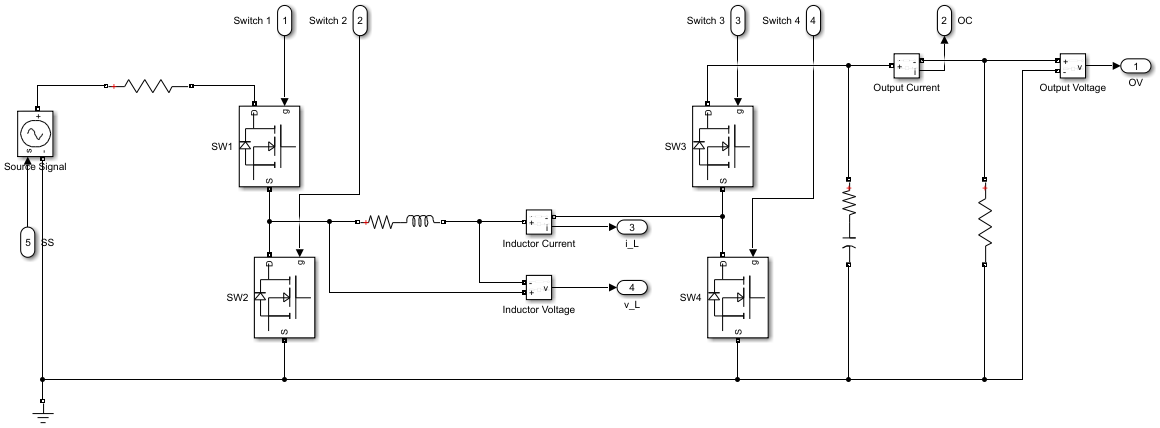 Switch 1
1
Switch 2
2
Switch 3
3
Switch 4
4
2
OC
+
-
i
Output Current
+
-
v
Output Voltage
1
OV
+
s
-
Source Signal
5
SS
+
D
g
SW1
S
D
g
SW3
S
+
+
-
i
Inductor Current
3
i_L
-
+
v
Inductor Voltage
4
v_L
D
g
SW2
S
D
g
SW4
S
+
+